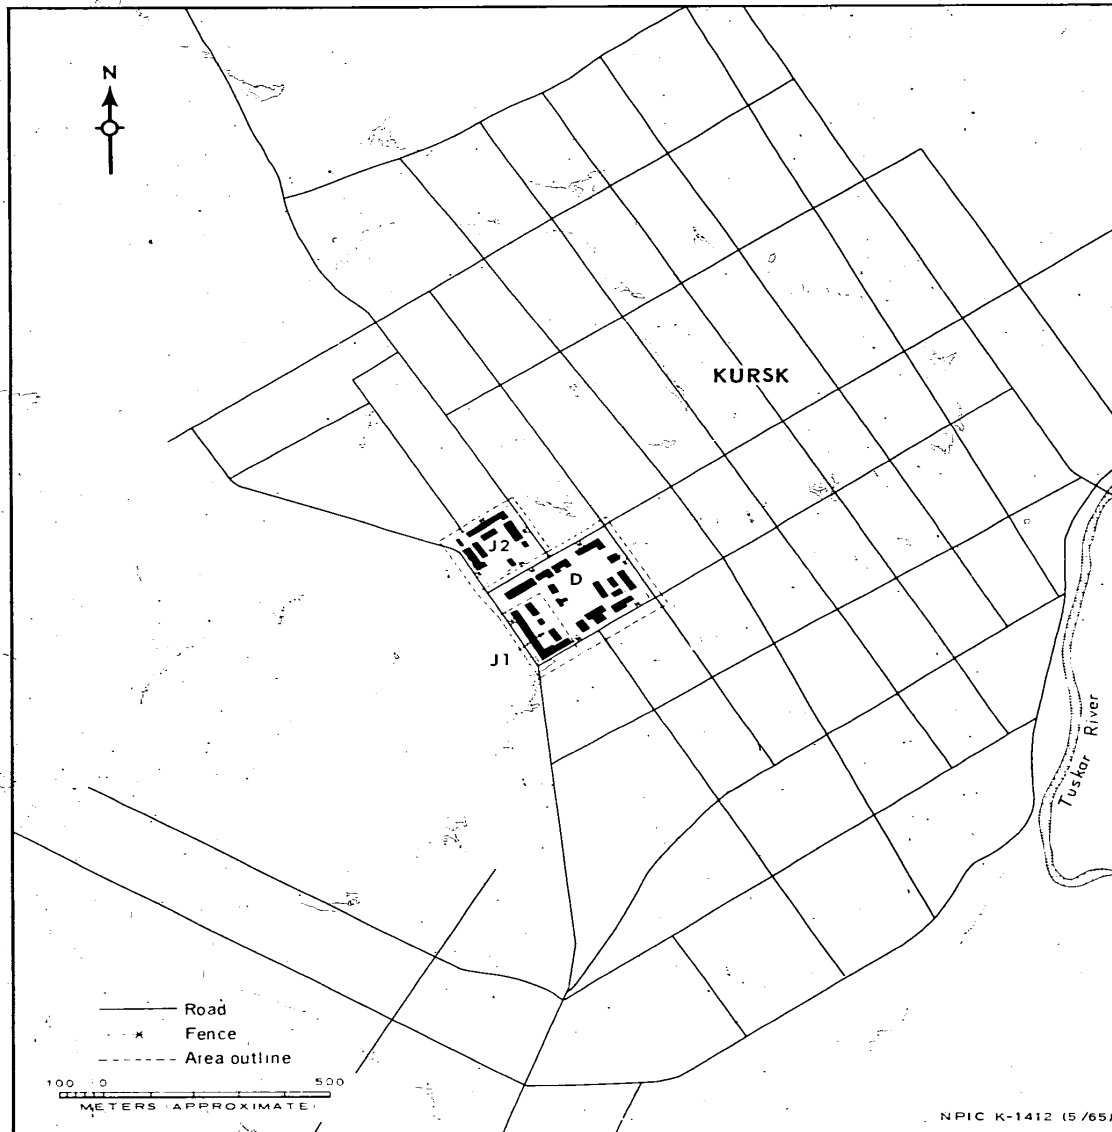 N
KURSK
J2
D
J1
Tuskar River
Road
Fence
Area outline
100 0 500
METERS (APPROXIMATE)
NPIC K-1412 (5/65)